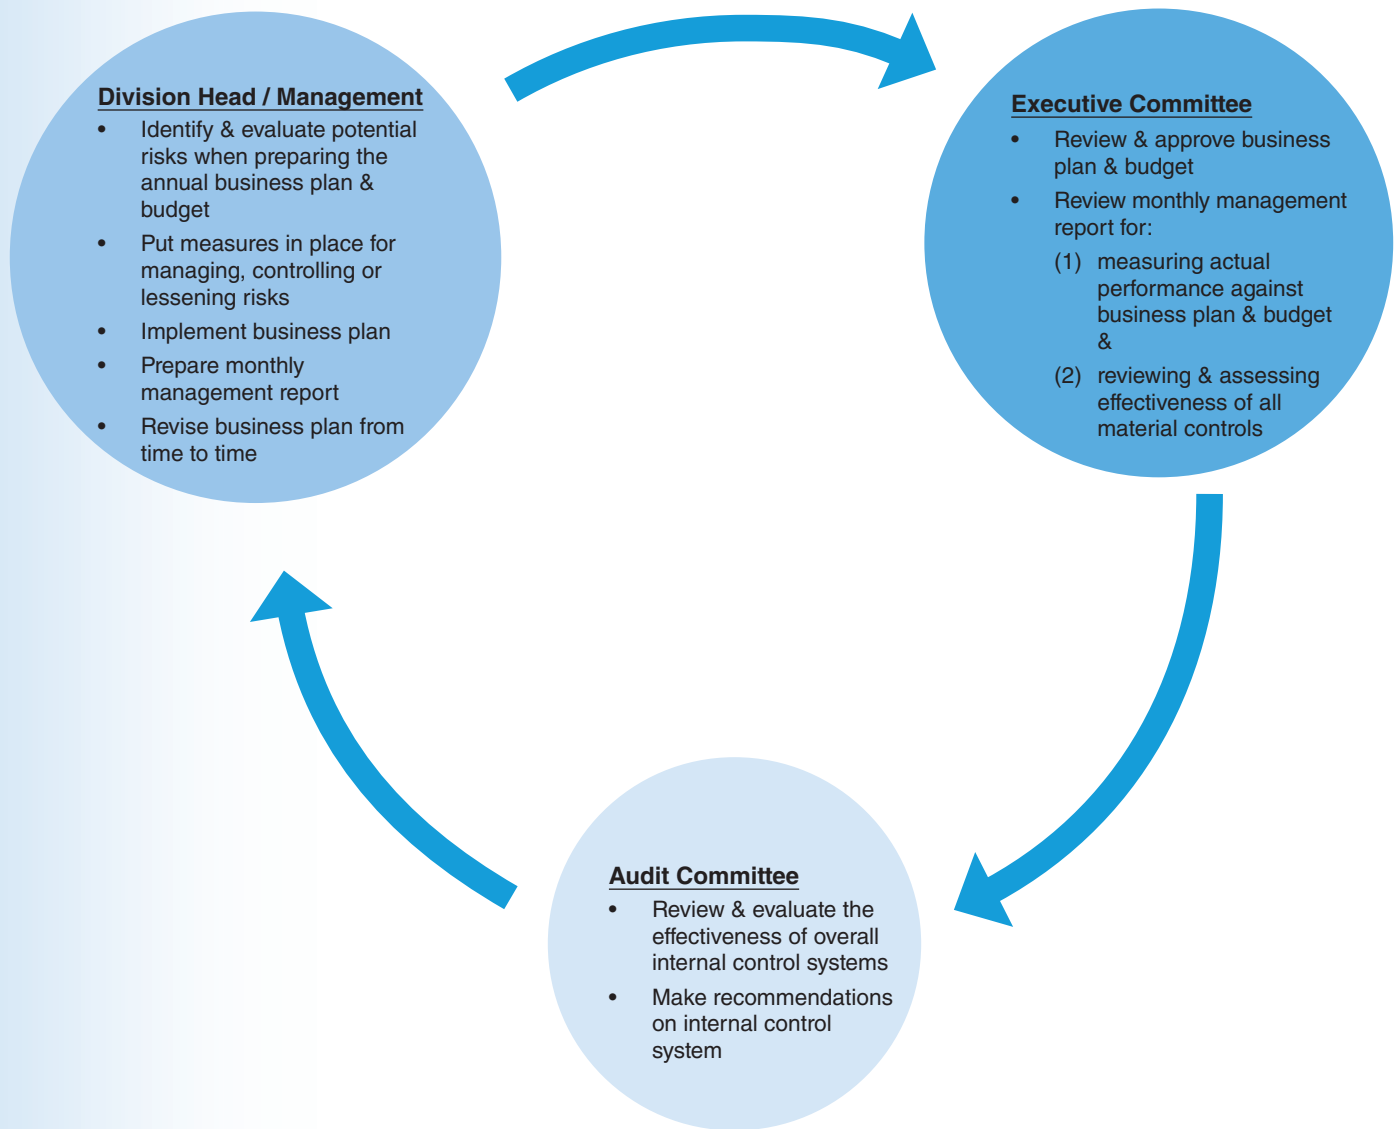 Division Head / Management
• Identify & evaluate potential
risks when preparing the
annual business plan &
budget
• Put measures in place for
managing, controlling or
lessening risks
• Implement business plan
• Prepare monthly
management report
• Revise business plan from
time to time
Executive Committee
• Review & approve business
plan & budget
• Review monthly management
report for:
(1) measuring actual
performance against
business plan & budget
&
(2) reviewing & assessing
effectiveness of all
material controls
Audit Committee
• Review & evaluate the
effectiveness of overall
internal control systems
• Make recommendations
on internal control
system